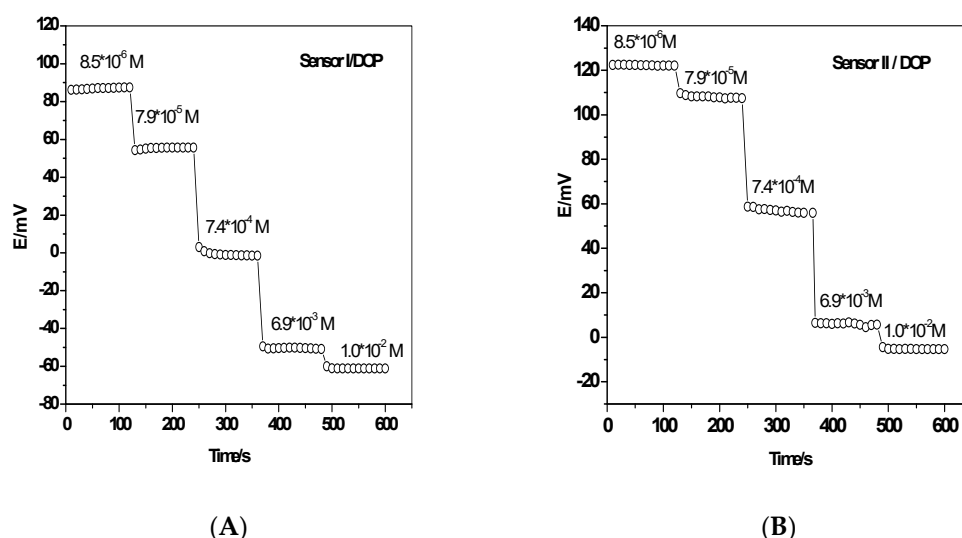 120
100
80
60
40
20
0
-20
-40
-60
-80
E/mV
Sensor I/DOP
8.5*10⁻⁶ M
7.9*10⁻⁵ M
7.4*10⁻⁴ M
6.9*10⁻³ M
1.0*10⁻² M
0 100 200 300 400 500 600
Time/s
(A)
140
120
100
80
60
40
20
0
-20
E/mV
Sensor II / DOP
8.5*10⁻⁶ M
7.9*10⁻⁵ M
7.4*10⁻⁴ M
6.9*10⁻³ M
1.0*10⁻² M
0 100 200 300 400 500 600
Time/s
(B)